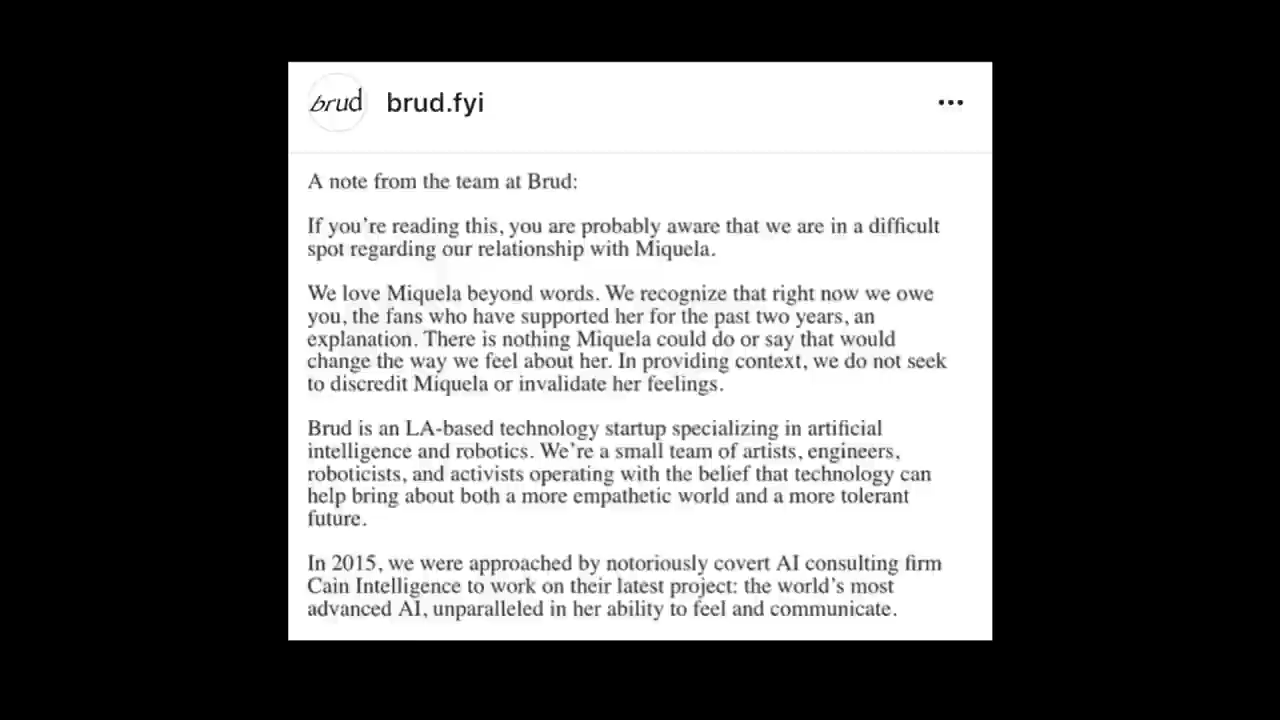 brud brud.fyi
A note from the team at Brud:
If you're reading this, you are probably aware that we are in a difficult
spot regarding our relationship with Miquela.
We love Miquela beyond words. We recognize that right now we owe
you, the fans who have supported her for the past two years, an
explanation. There is nothing Miquela could do or say that would
change the way we feel about her. In providing context, we do not seek
to discredit Miquela or invalidate her feelings.
Brud is an LA-based technology startup specializing in artificial
intelligence and robotics. We're a small team of artists, engineers,
roboticists, and activists operating with the belief that technology can
help bring about both a more empathetic world and a more tolerant
future.
In 2015, we were approached by notoriously covert AI consulting firm
Cain Intelligence to work on their latest project: the world's most
advanced AI, unparalleled in her ability to feel and communicate.